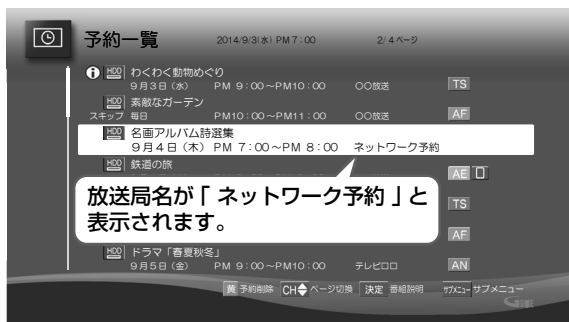 予約一覧 2014/9/3(水) PM 7：00 2/ 4 ページ
HDD わくわく動物めぐり
9月3日（水） PM 9：00～PM10：00 〇〇放送 TS
HDD 素敵なガーデン
スキップ 毎日 PM10：00～PM11：00 〇〇放送 AF
HDD 名画アルバム詩選集
9月4日（木） PM 7：00～PM 8：00 ネットワーク予約
HDD 鉄道の旅
AE
放送局名が「ネットワーク予約」と
表示されます。
TS
AF
HDD ドラマ「春夏秋冬」
9月5日（金） PM 9：00～PM10：00 テレビ□□ AN
黄 予約削除 CH ページ切換 決定 番組説明 サブメニュー サブメニュー